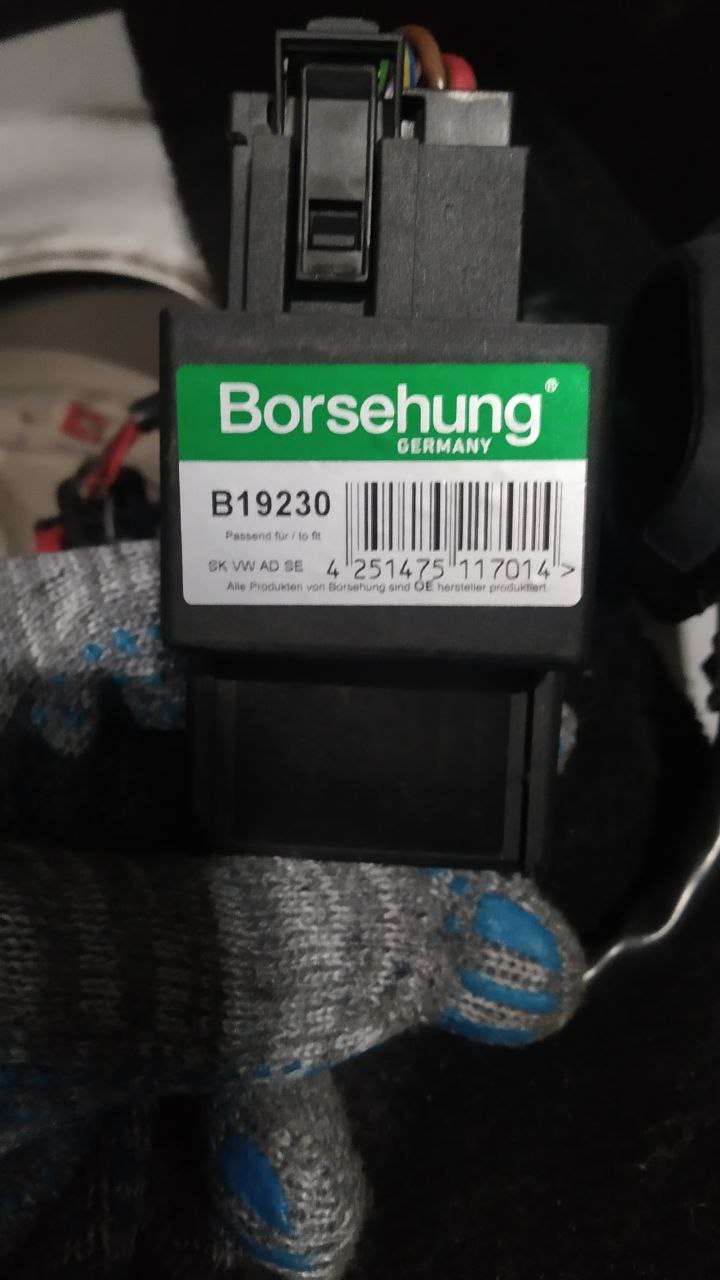 Borsehung®
GERMANY
B19230
Passend für / to fit
SK VW AD SE
4 251475 117014 >
Alle Produkten von Borsehung sind OE hersteller produktiert.